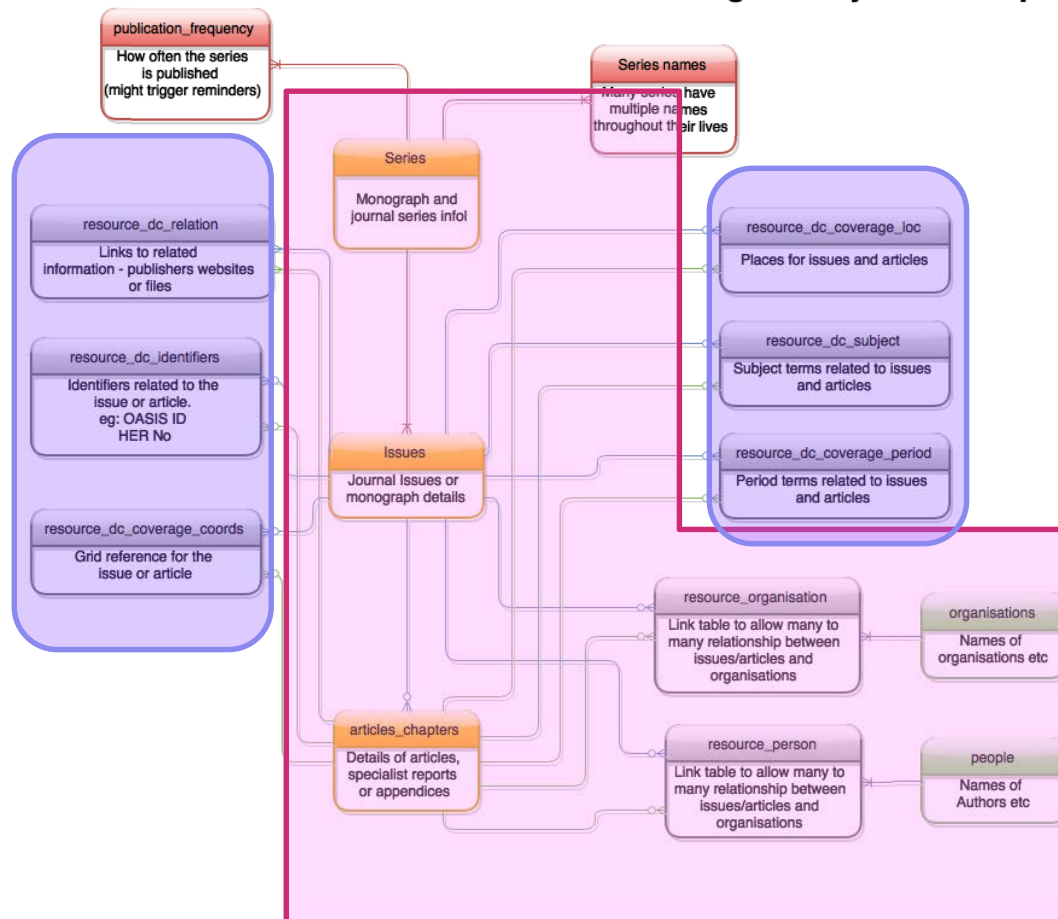 publication_frequency
How often the series
is published
(might trigger reminders)
Series names
Many series have
multiple names
throughout their lives
Series
Monograph and
journal series infol
resource_dc_relation
Links to related
information - publishers websites
or files
resource_dc_coverage_loc
Places for issues and articles
resource_dc_identifiers
Identifiers related to the
issue or article.
eg: OASIS ID
HER No
resource_dc_subject
Subject terms related to issues
and articles
Issues
Journal Issues or
monograph details
resource_dc_coverage_period
Period terms related to issues
and articles
resource_dc_coverage_coords
Grid reference for the
issue or article
resource_organisation
Link table to allow many to
many relationship between
issues/articles and
organisations
organisations
Names of
organisations etc
articles_chapters
Details of articles,
specialist reports
or appendices
resource_person
Link table to allow many to
many relationship between
issues/articles and
organisations
people
Names of
Authors etc